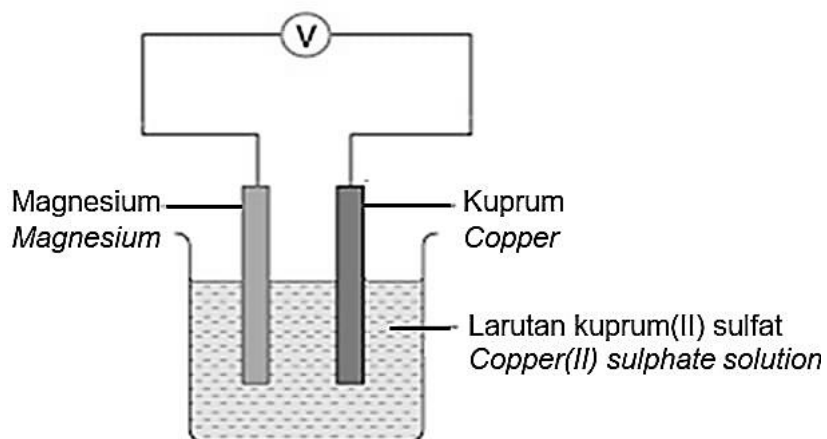 V
Magnesium
Magnesium
Kuprum
Copper
Larutan kuprum(II) sulfat
Copper(II) sulphate solution